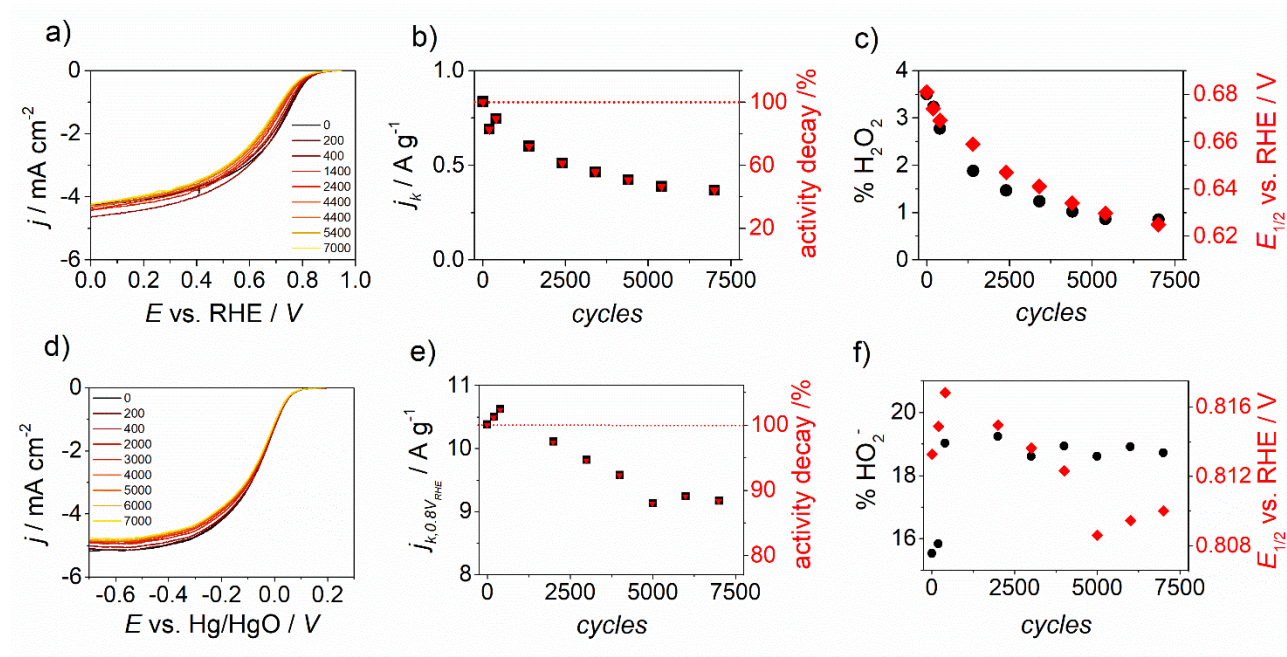 a)
0
-2
-4
-6
j / mA cm-2
0
200
400
1400
2400
4400
4400
5400
7000
0.0 0.2 0.4 0.6 0.8 1.0
E vs. RHE / V
b)
1.0
0.5
0.0
jk / A g-1
100
60
20
activity decay /%
0 2500 5000 7500
cycles
c)
4
3
2
1
0
% H2O2
0.68
0.66
0.64
0.62
E1/2 vs. RHE / V
0 2500 5000 7500
cycles
d)
0
-2
-4
-6
j / mA cm-2
0
200
400
2000
3000
4000
5000
6000
7000
-0.6 -0.4 -0.2 0.0 0.2
E vs. Hg/HgO / V
e)
11
10
9
8
jk,0.8VRHE / A g-1
100
90
80
activity decay /%
0 2500 5000 7500
cycles
f)
20
18
16
% HO2-
0.816
0.812
0.808
E1/2 vs. RHE / V
0 2500 5000 7500
cycles